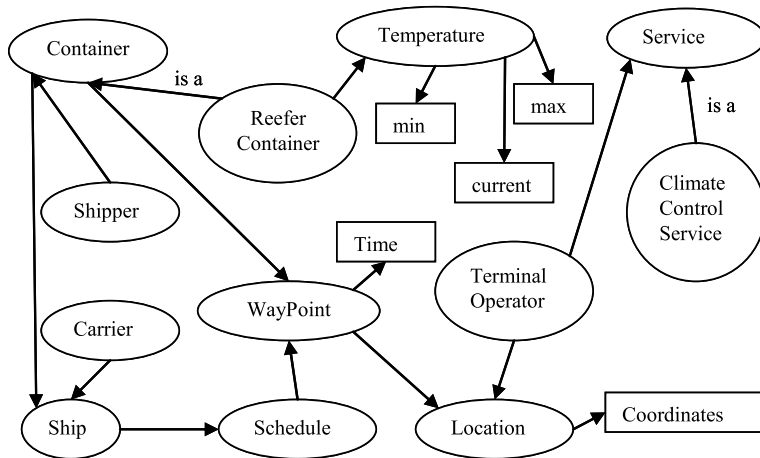 Container
Temperature
Service
is a
is a
max
Reefer
Container
min
current
Climate
Control
Service
Shipper
Time
Terminal
Operator
WayPoint
Carrier
Ship
Schedule
Location
Coordinates